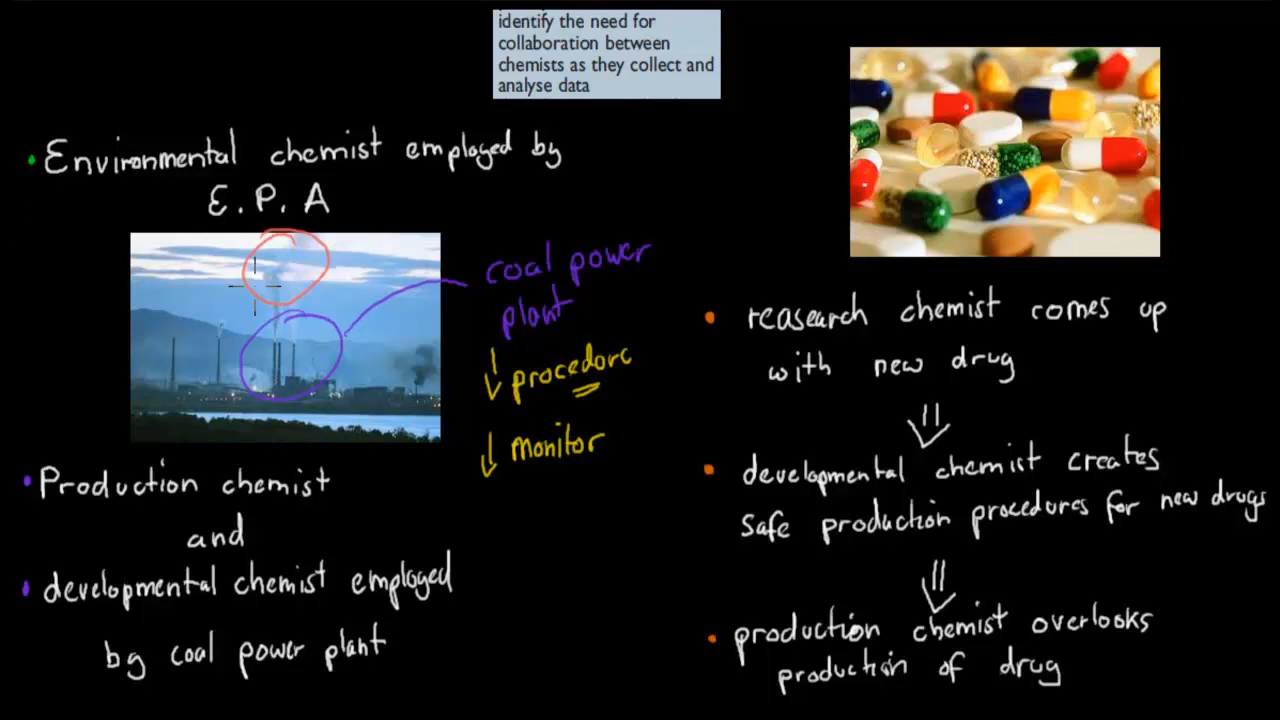 identify the need for
collaboration between
chemists as they collect and
analyse data
• Environmental chemist employed by
E.P.A
coal power
plant
procedure
monitor
• Production chemist
and
• developmental chemist employed
by coal power plant
• reasearch chemist comes up
with new drug
• developmental chemist creates
safe production procedures for new drugs
• production chemist overlooks
production of drug